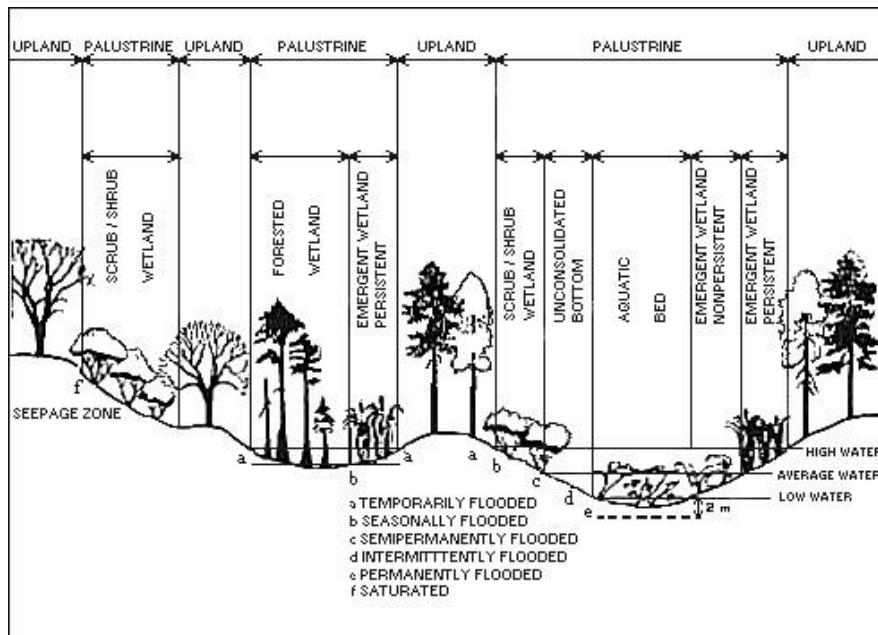 UPLAND PALUSTRINE UPLAND PALUSTRINE UPLAND PALUSTRINE UPLAND
SCRUB / SHRUB
WETLAND
FORESTED
WETLAND
EMERGENT WETLAND
PERSISTENT
SCRUB / SHRUB
WETLAND
UNCONSOLIDATED
BOTTOM
AQUATIC
BED
EMERGENT WETLAND
NONPERSISTENT
EMERGENT WETLAND
PERSISTENT
f
SEEPAGE ZONE
a
b
a
a
b
c
d
e
HIGH WATER
AVERAGE WATER
LOW WATER
2 m
a TEMPORARILY FLOODED
b SEASONALLY FLOODED
c SEMIPERMANENTLY FLOODED
d INTERMITTTENTLY FLOODED
e PERMANENTLY FLOODED
f SATURATED